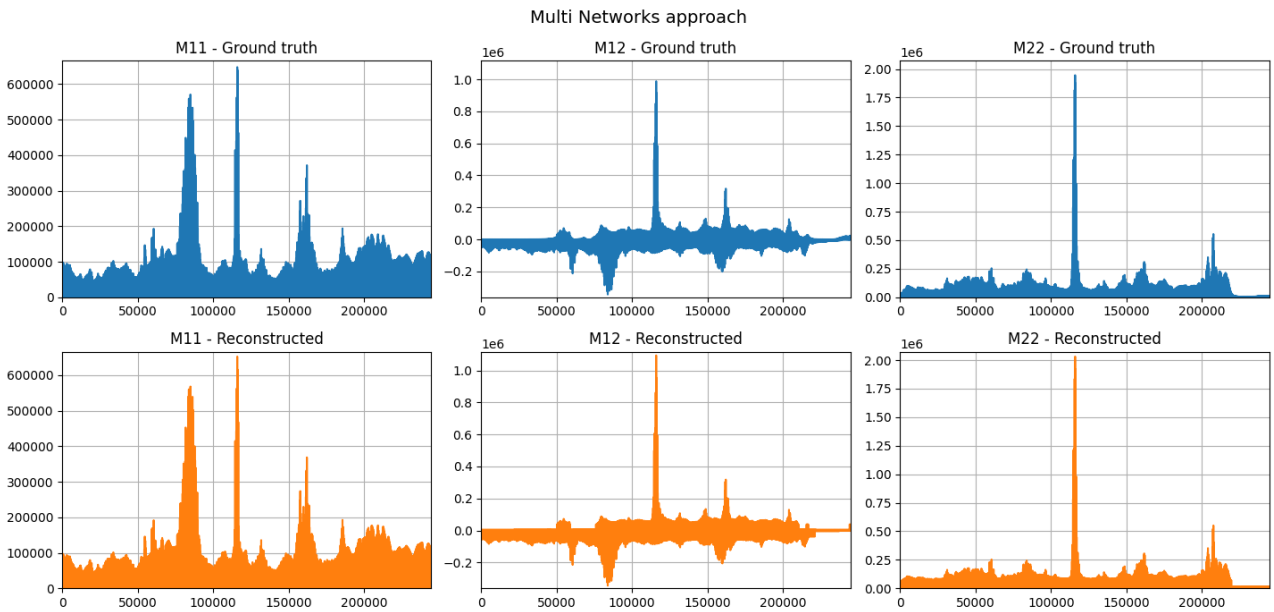 Multi Networks approach
M11 - Ground truth
M12 - Ground truth
M22 - Ground truth
1e6
1e6
600000
500000
400000
300000
200000
100000
0
1.0
0.8
0.6
0.4
0.2
0.0
−0.2
2.00
1.75
1.50
1.25
1.00
0.75
0.50
0.25
0.00
0 50000 100000 150000 200000
0 50000 100000 150000 200000
0 50000 100000 150000 200000
M11 - Reconstructed
M12 - Reconstructed
M22 - Reconstructed
1e6
1e6
600000
500000
400000
300000
200000
100000
0
1.0
0.8
0.6
0.4
0.2
0.0
−0.2
2.00
1.75
1.50
1.25
1.00
0.75
0.50
0.25
0.00
0 50000 100000 150000 200000
0 50000 100000 150000 200000
0 50000 100000 150000 200000